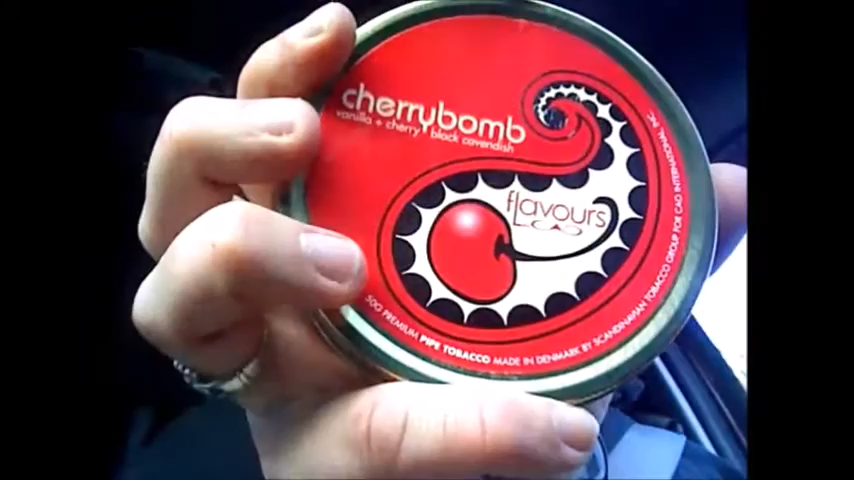 cherrybomb
vanilla + cherry black cavendish
flavours
CAO
50G PREMIUM PIPE TOBACCO MADE IN DENMARK BY SCANDINAVIAN TOBACCO GROUP FOR CAO INTERNATIONAL INC.